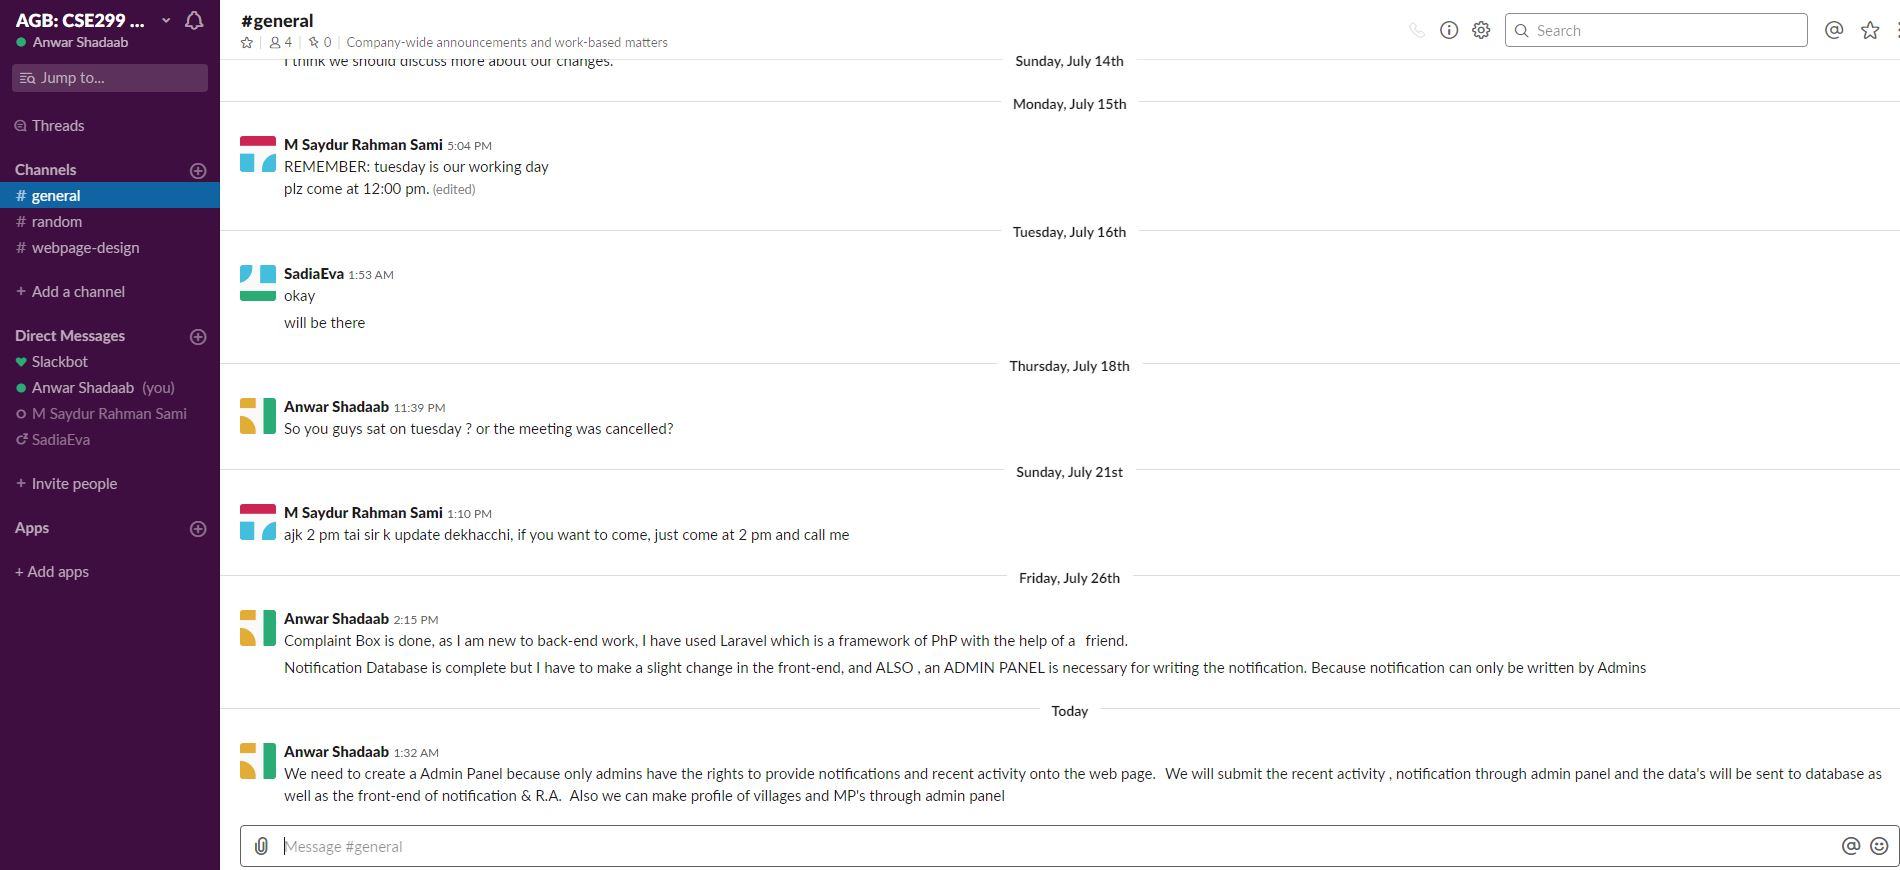 AGB: CSE299 ...
Anwar Shadaab
Jump to...
Threads
Channels
# general
# random
# webpage-design
+ Add a channel
Direct Messages
Slackbot
Anwar Shadaab (you)
M Saydur Rahman Sami
SadiaEva
+ Invite people
Apps
+ Add apps
#general
4 | 0 | Company-wide announcements and work-based matters
Search
I think we should discuss more about our changes.
Sunday, July 14th
Monday, July 15th
M Saydur Rahman Sami 5:04 PM
REMEMBER: tuesday is our working day
plz come at 12:00 pm. (edited)
Tuesday, July 16th
SadiaEva 1:53 AM
okay
will be there
Thursday, July 18th
Anwar Shadaab 11:39 PM
So you guys sat on tuesday ? or the meeting was cancelled?
Sunday, July 21st
M Saydur Rahman Sami 1:10 PM
ajk 2 pm tai sir k update dekhacchi, if you want to come, just come at 2 pm and call me
Friday, July 26th
Anwar Shadaab 2:15 PM
Complaint Box is done, as I am new to back-end work, I have used Laravel which is a framework of PhP with the help of a friend.
Notification Database is complete but I have to make a slight change in the front-end, and ALSO , an ADMIN PANEL is necessary for writing the notification. Because notification can only be written by Admins
Today
Anwar Shadaab 1:32 AM
We need to create a Admin Panel because only admins have the rights to provide notifications and recent activity onto the web page. We will submit the recent activity , notification through admin panel and the data's will be sent to database as
well as the front-end of notification & R.A. Also we can make profile of villages and MP's through admin panel
Message #general